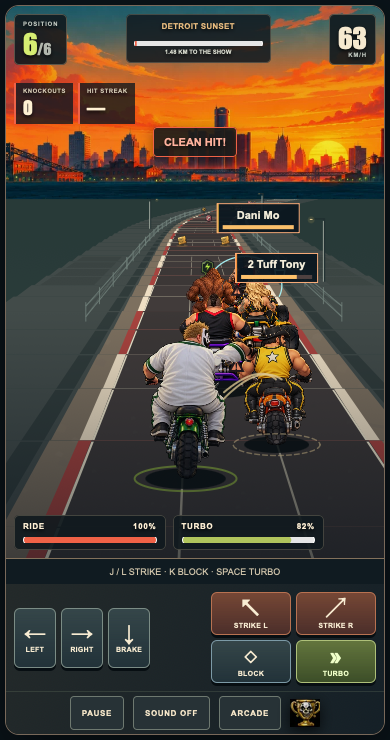 POSITION
6/6
DETROIT SUNSET
1.48 KM TO THE SHOW
63
KM/H
KNOCKOUTS
0
HIT STREAK
—
CLEAN HIT!
Dani Mo
2 Tuff Tony
RIDE 100%
TURBO 82%
J / L STRIKE · K BLOCK · SPACE TURBO
← LEFT
→ RIGHT
↓ BRAKE
↖ STRIKE L
↗ STRIKE R
◇ BLOCK
» TURBO
PAUSE
SOUND OFF
ARCADE